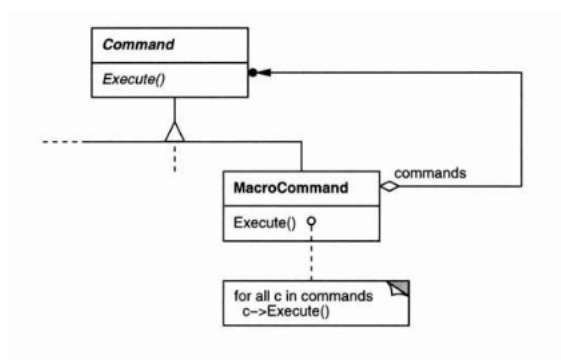 Command
Execute()
commands
MacroCommand
Execute()
for all c in commands
c–>Execute()